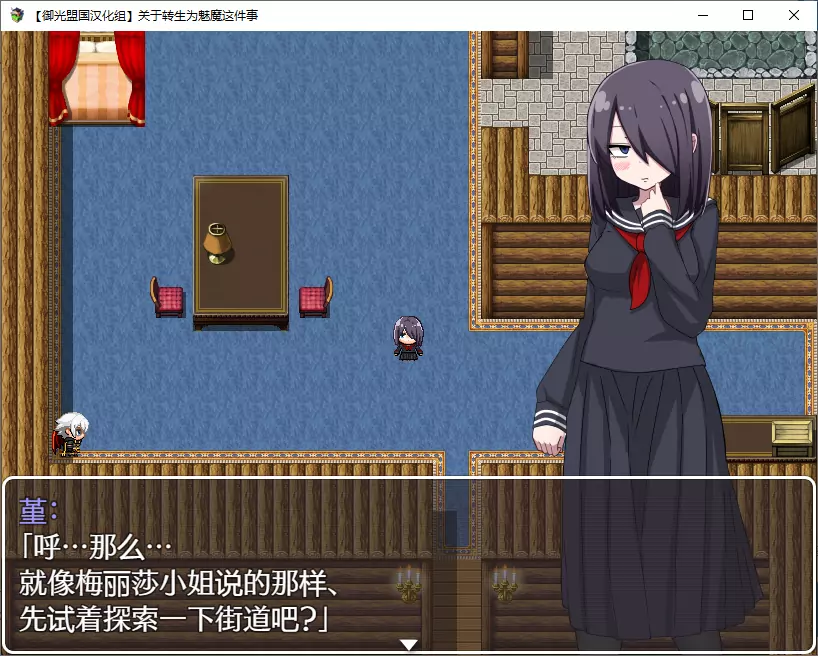 【御光盟国汉化组】关于转生为魅魔这件事
堇：
「呼…那么…
就像梅丽莎小姐说的那样、
先试着探索一下街道吧？」